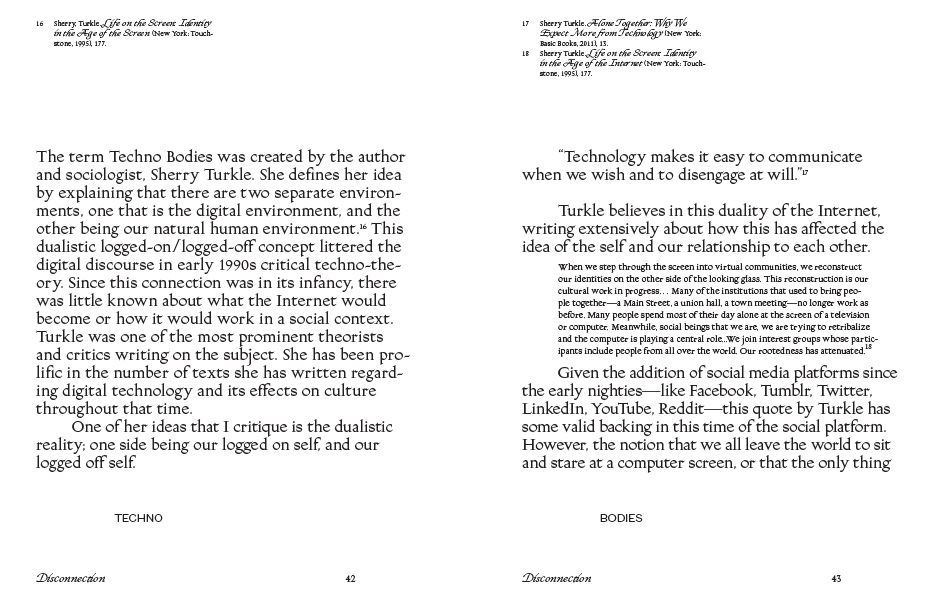 16 Sherry, Turkle. Life on the Screen: Identity
in the Age of the Screen (New York: Touch-
stone, 1995), 177.
The term Techno Bodies was created by the author
and sociologist, Sherry Turkle. She defines her idea
by explaining that there are two separate environ-
ments, one that is the digital environment, and the
other being our natural human environment.16 This
dualistic logged-on/logged-off concept littered the
digital discourse in early 1990s critical techno-the-
ory. Since this connection was in its infancy, there
was little known about what the Internet would
become or how it would work in a social context.
Turkle was one of the most prominent theorists
and critics writing on the subject. She has been pro-
lific in the number of texts she has written regard-
ing digital technology and its effects on culture
throughout that time.
One of her ideas that I critique is the dualistic
reality; one side being our logged on self, and our
logged off self.
TECHNO
Disconnection 42
17 Sherry Turkle. Alone Together: Why We
Expect More from Technology (New York:
Basic Books, 2011), 13.
18 Sherry Turkle. Life on the Screen: Identity
in the Age of the Internet (New York: Touch-
stone, 1995), 177.
“Technology makes it easy to communicate
when we wish and to disengage at will.”17
Turkle believes in this duality of the Internet,
writing extensively about how this has affected the
idea of the self and our relationship to each other.
When we step through the screen into virtual communities, we reconstruct
our identities on the other side of the looking glass. This reconstruction is our
cultural work in progress… Many of the institutions that used to bring peo-
ple together—a Main Street, a union hall, a town meeting—no longer work as
before. Many people spend most of their day alone at the screen of a television
or computer. Meanwhile, social beings that we are, we are trying to retribalize
and the computer is playing a central role...We join interest groups whose partic-
ipants include people from all over the world. Our rootedness has attenuated.18
Given the addition of social media platforms since
the early nighties—like Facebook, Tumblr, Twitter,
LinkedIn, YouTube, Reddit—this quote by Turkle has
some valid backing in this time of the social platform.
However, the notion that we all leave the world to sit
and stare at a computer screen, or that the only thing
BODIES
Disconnection 43